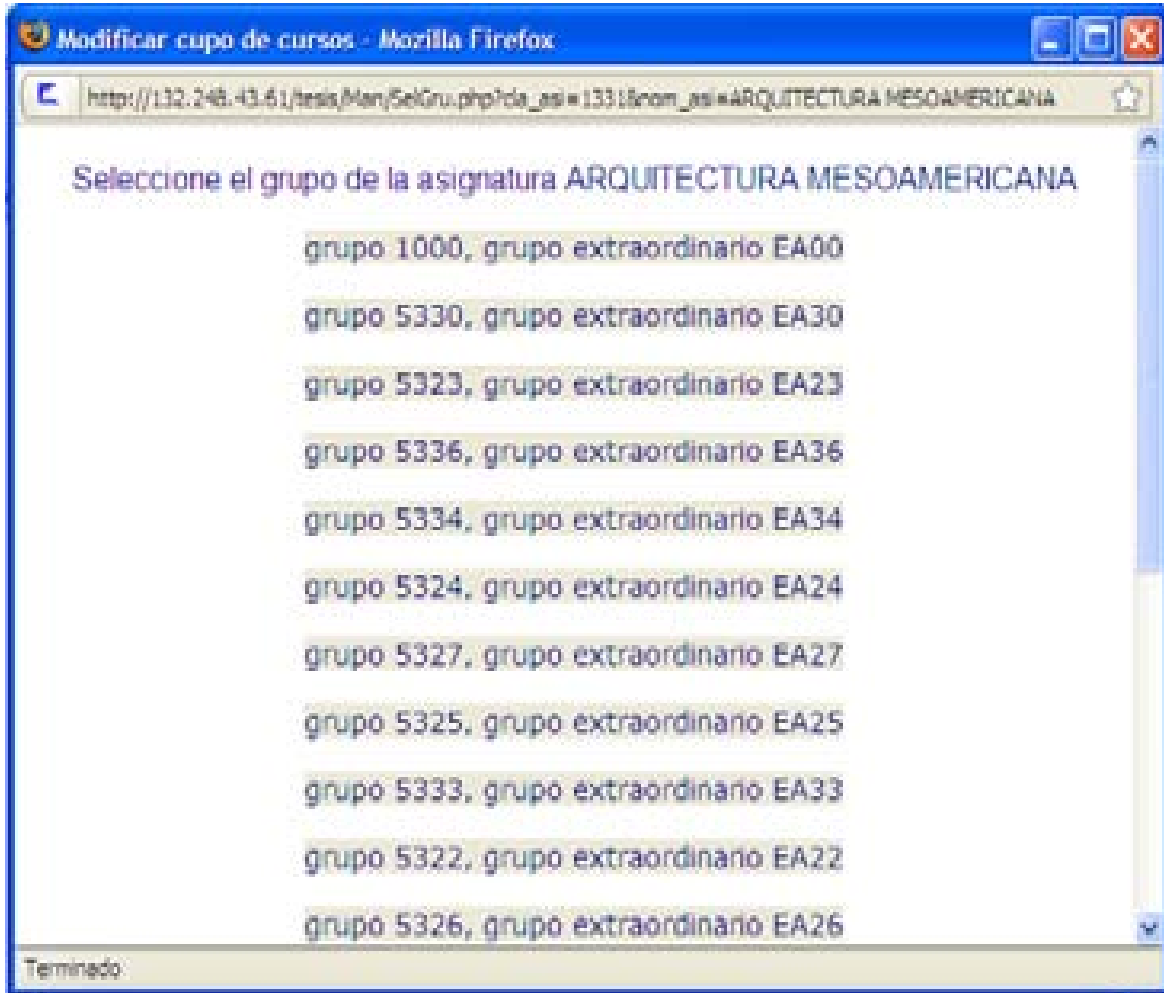 Modificar cupo de cursos - Mozilla Firefox
http://132.248.43.61/tesis/Man/SelGru.php?cla_asi=1331&nom_asi=ARQUITECTURA MESOAMERICANA
Seleccione el grupo de la asignatura ARQUITECTURA MESOAMERICANA
grupo 1000, grupo extraordinario EA00
grupo 5330, grupo extraordinario EA30
grupo 5323, grupo extraordinario EA23
grupo 5336, grupo extraordinario EA36
grupo 5334, grupo extraordinario EA34
grupo 5324, grupo extraordinario EA24
grupo 5327, grupo extraordinario EA27
grupo 5325, grupo extraordinario EA25
grupo 5333, grupo extraordinario EA33
grupo 5322, grupo extraordinario EA22
grupo 5326, grupo extraordinario EA26
Terminado